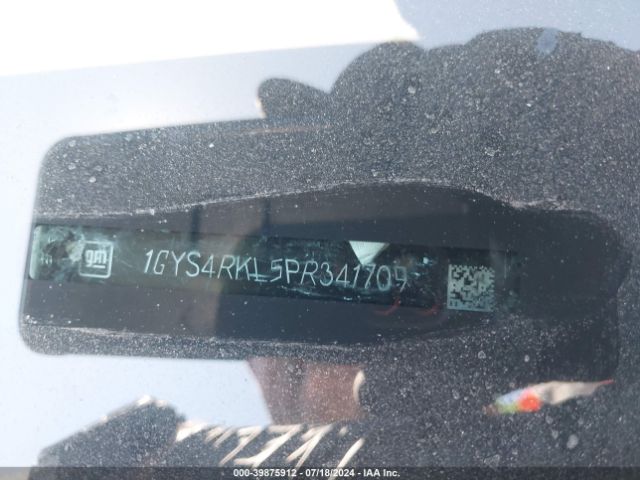 gm 1GYS4RKL5PR341709
000-39875912 - 07/18/2024 - IAA Inc.